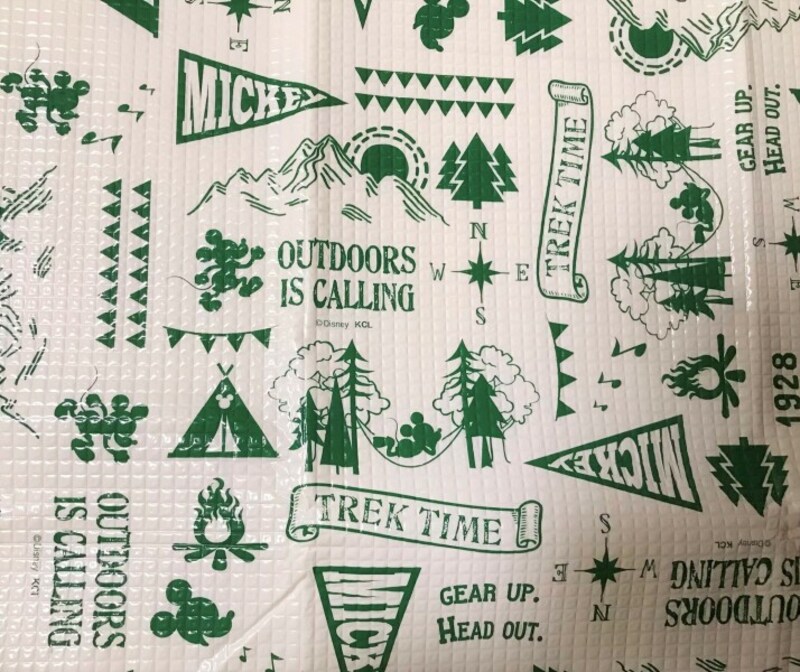 E
N
MICKEY
GEAR UP.
HEAD OUT.
TREK TIME
N
W E
S
OUTDOORS
IS CALLING
©Disney KCL
W
S
E
1928
MICKEY
TREK TIME
OUTDOORS
IS CALLING
©Disney KCL
GEAR UP.
HEAD OUT.
MICK
S
E W
N
OUTDOORS
IS CALLING
©Disney KCL